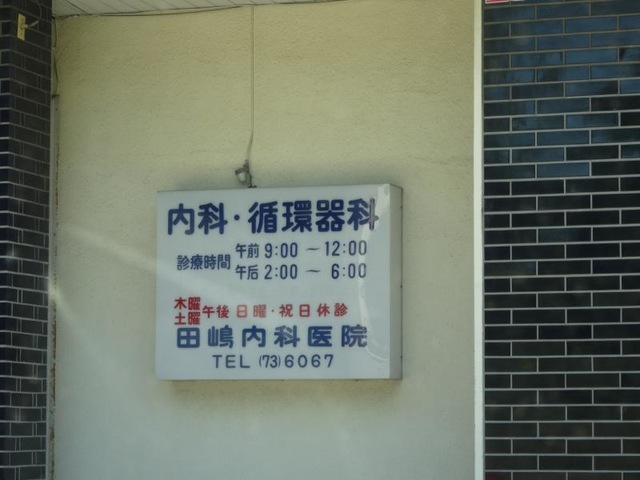 内科・循環器科
診療時間 午前 9:00 ～ 12:00
午后 2:00 ～ 6:00
木曜
土曜 午後 日曜・祝日休診
田嶋内科医院
TEL (73)6067